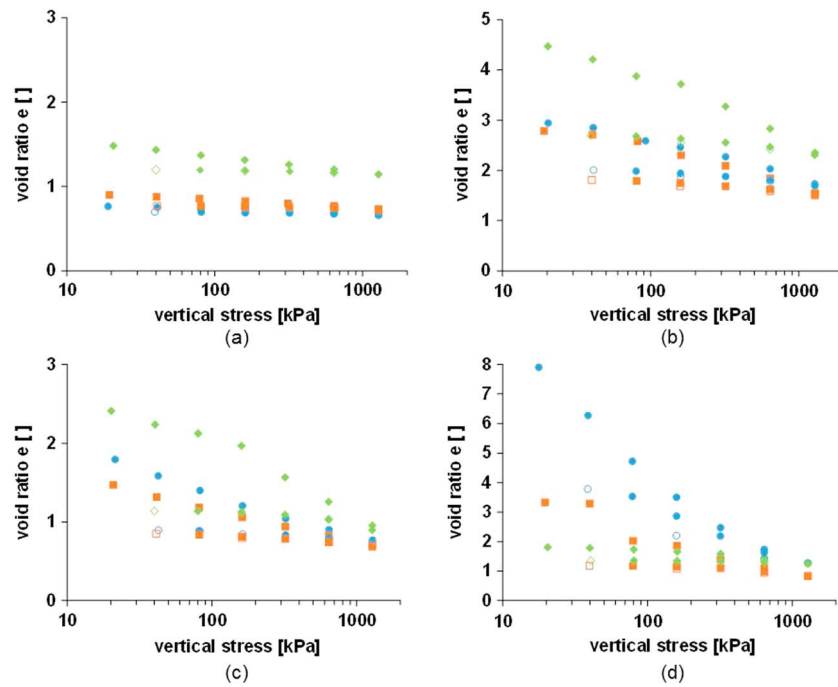 3
2
1
0
10 100 1000
void ratio e [ ]
vertical stress [kPa]
(a)
5
4
3
2
1
0
10 100 1000
void ratio e [ ]
vertical stress [kPa]
(b)
3
2
1
0
10 100 1000
void ratio e [ ]
vertical stress [kPa]
(c)
8
7
6
5
4
3
2
1
0
10 100 1000
void ratio e [ ]
vertical stress [kPa]
(d)